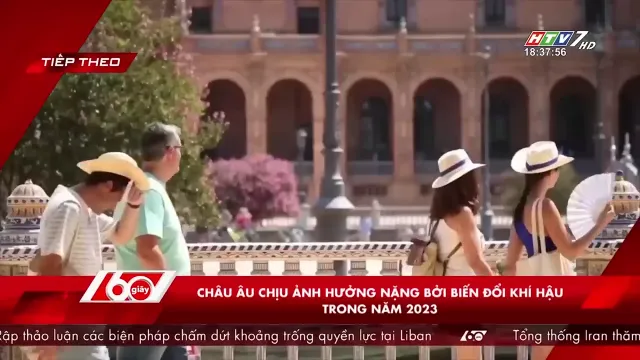 HTV7 HD
18:37:56
TIẾP THEO
60 giây
CHÂU ÂU CHỊU ẢNH HƯỞNG NẶNG BỞI BIẾN ĐỔI KHÍ HẬU
TRONG NĂM 2023
Rập thảo luận các biện pháp chấm dứt khoảng trống quyền lực tại Liban 60 Tổng thống Iran thăm